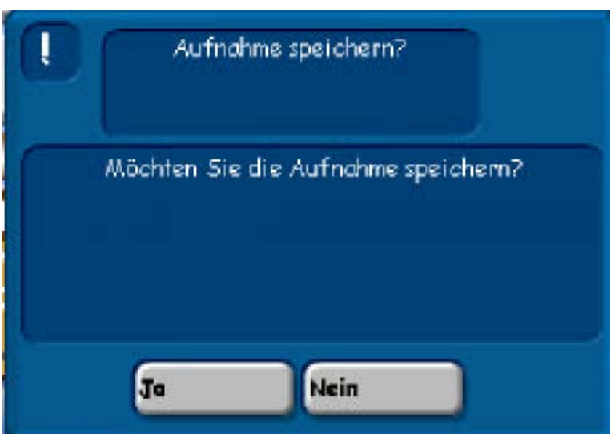 !
Aufnahme speichern?
Möchten Sie die Aufnahme speichern?
Ja
Nein